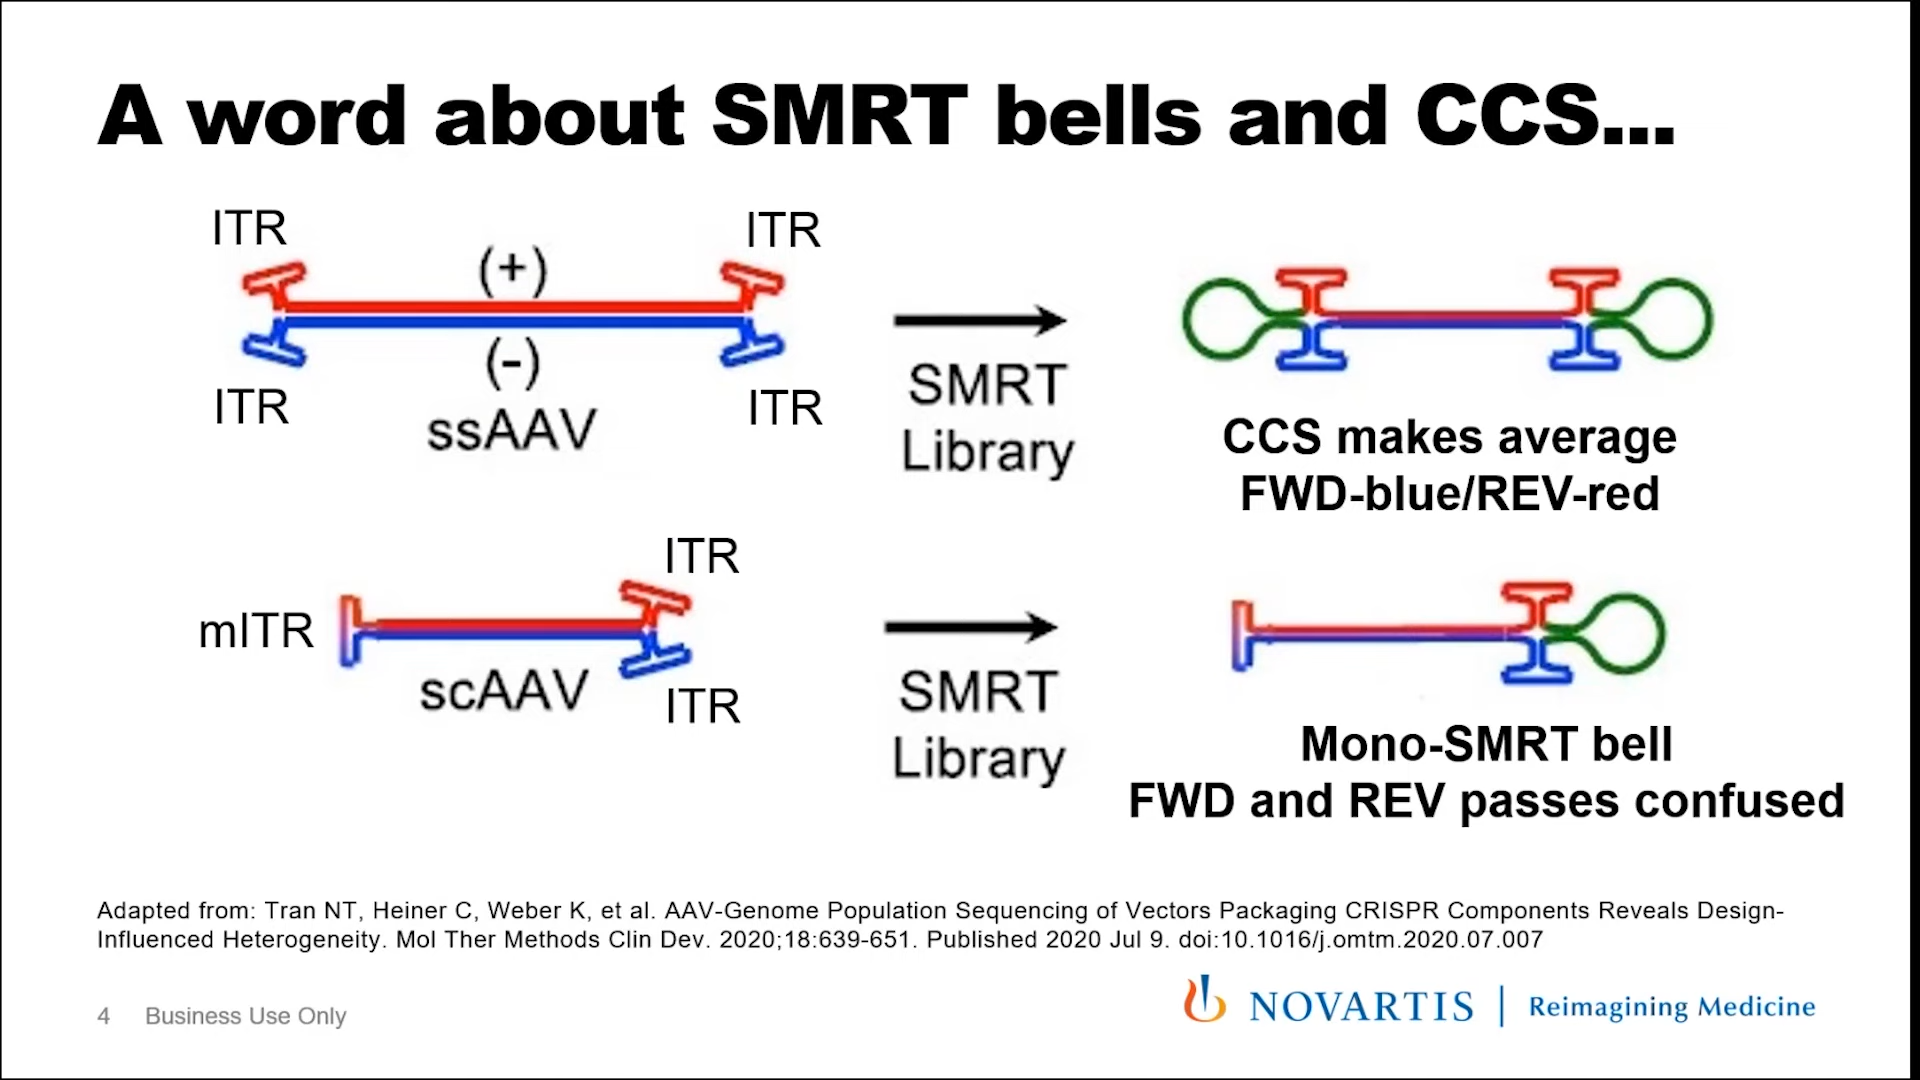 A word about SMRT bells and CCS...
ITR
ITR
(+)
(-)
ITR
ITR
ssAAV
SMRT
Library
CCS makes average
FWD-blue/REV-red
ITR
mITR
scAAV
ITR
SMRT
Library
Mono-SMRT bell
FWD and REV passes confused
Adapted from: Tran NT, Heiner C, Weber K, et al. AAV-Genome Population Sequencing of Vectors Packaging CRISPR Components Reveals Design-
Influenced Heterogeneity. Mol Ther Methods Clin Dev. 2020;18:639-651. Published 2020 Jul 9. doi:10.1016/j.omtm.2020.07.007
4 Business Use Only
NOVARTIS | Reimagining Medicine